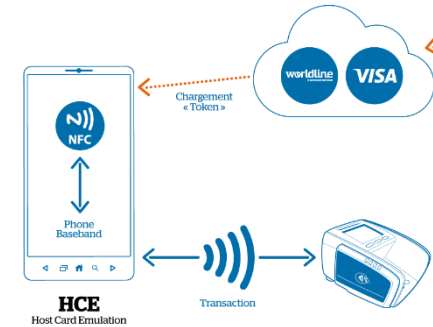 worldline
VISA
Chargement
« Token »
NFC
Phone
Baseband
Transaction
HCE
Host Card Emulation